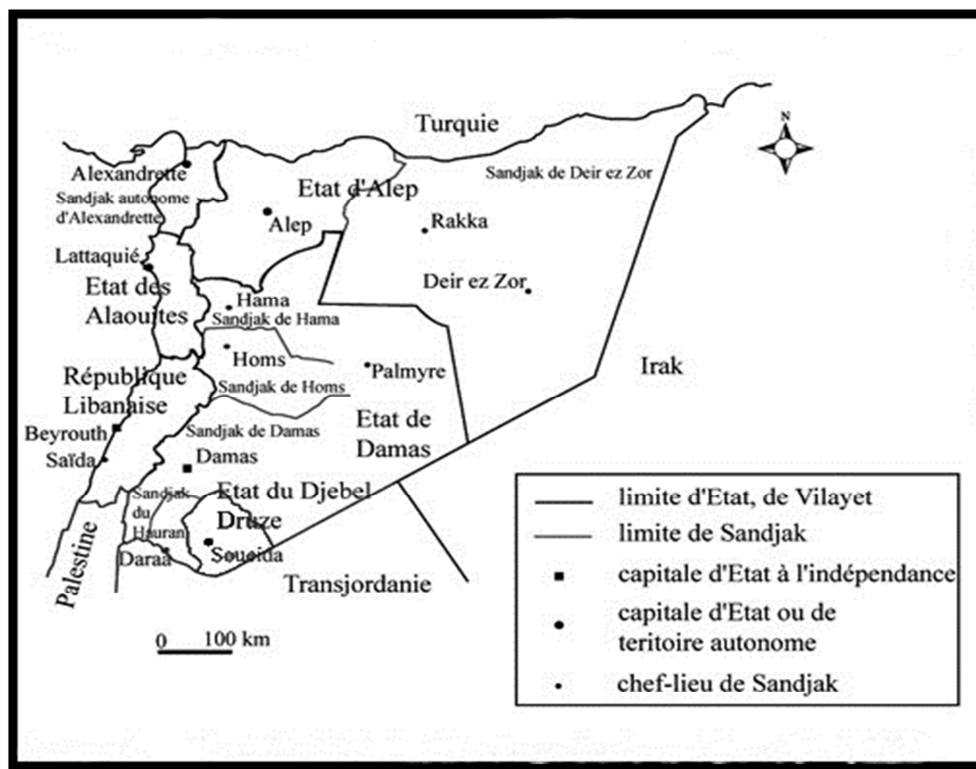 N
Turquie
Alexandrette
Sandjak autonome
d'Alexandrette
Etat d'Alep
Alep
Sandjak de Deir ez Zor
Rakka
Deir ez Zor
Lattaquié
Etat des
Alaouites
Hama
Sandjak de Hama
Homs
Sandjak de Homs
Palmyre
Irak
République
Libanaise
Beyrouth
Saïda
Sandjak de Damas
Damas
Etat de
Damas
Etat du Djebel
Druze
Soueida
Sandjak
du
Hauran
Daraa
Palestine
Transjordanie
0 100 km
limite d'Etat, de Vilayet
limite de Sandjak
capitale d'Etat à l'indépendance
capitale d'Etat ou de
teritoire autonome
chef-lieu de Sandjak